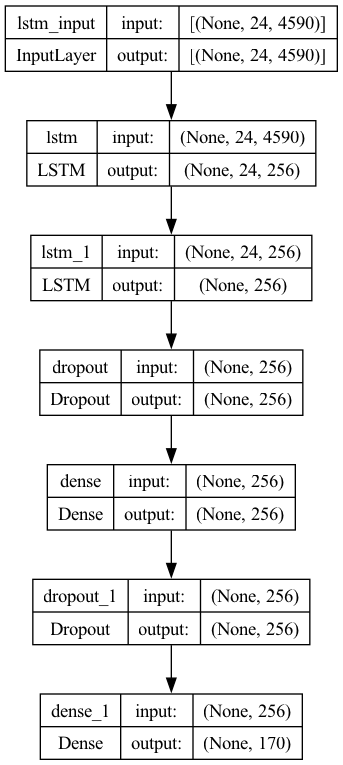 lstm_input input: [(None, 24, 4590)]
InputLayer output: [(None, 24, 4590)]
lstm input: (None, 24, 4590)
LSTM output: (None, 24, 256)
lstm_1 input: (None, 24, 256)
LSTM output: (None, 256)
dropout input: (None, 256)
Dropout output: (None, 256)
dense input: (None, 256)
Dense output: (None, 256)
dropout_1 input: (None, 256)
Dropout output: (None, 256)
dense_1 input: (None, 256)
Dense output: (None, 170)